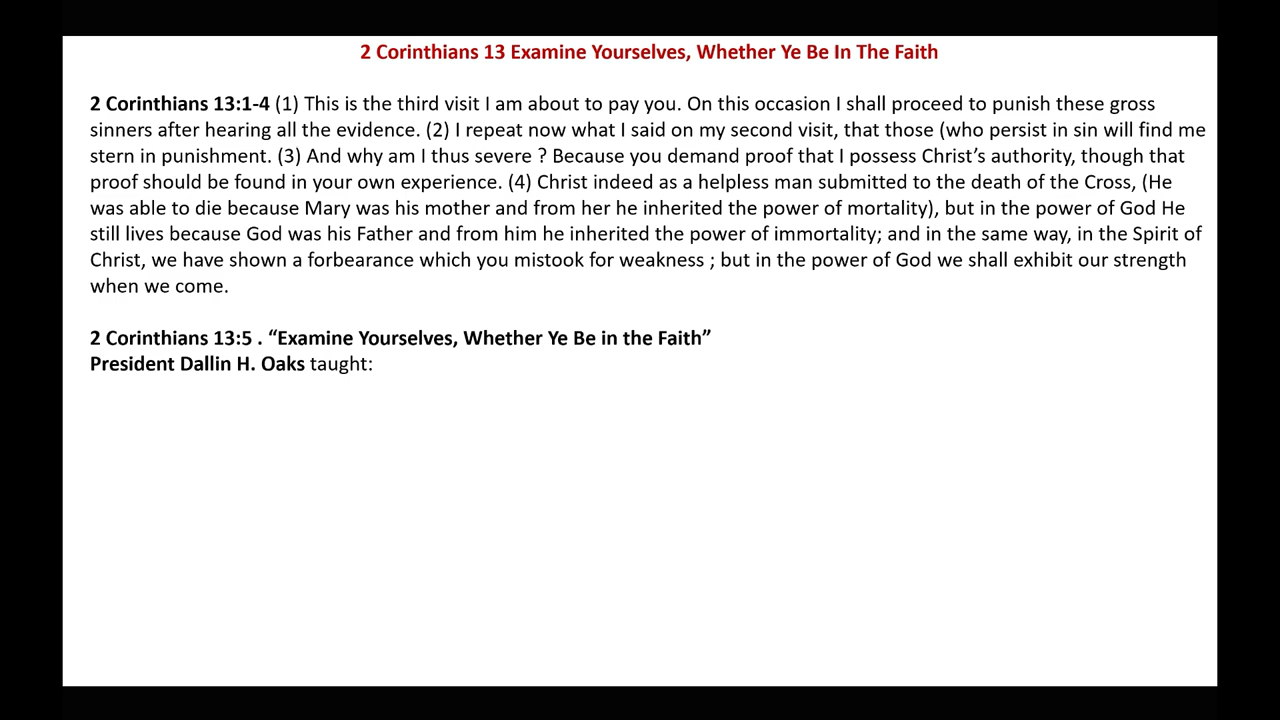 2 Corinthians 13 Examine Yourselves, Whether Ye Be In The Faith
2 Corinthians 13:1-4 (1) This is the third visit I am about to pay you. On this occasion I shall proceed to punish these gross
sinners after hearing all the evidence. (2) I repeat now what I said on my second visit, that those (who persist in sin will find me
stern in punishment. (3) And why am I thus severe ? Because you demand proof that I possess Christ’s authority, though that
proof should be found in your own experience. (4) Christ indeed as a helpless man submitted to the death of the Cross, (He
was able to die because Mary was his mother and from her he inherited the power of mortality), but in the power of God He
still lives because God was his Father and from him he inherited the power of immortality; and in the same way, in the Spirit of
Christ, we have shown a forbearance which you mistook for weakness ; but in the power of God we shall exhibit our strength
when we come.
2 Corinthians 13:5 . “Examine Yourselves, Whether Ye Be in the Faith”
President Dallin H. Oaks taught: